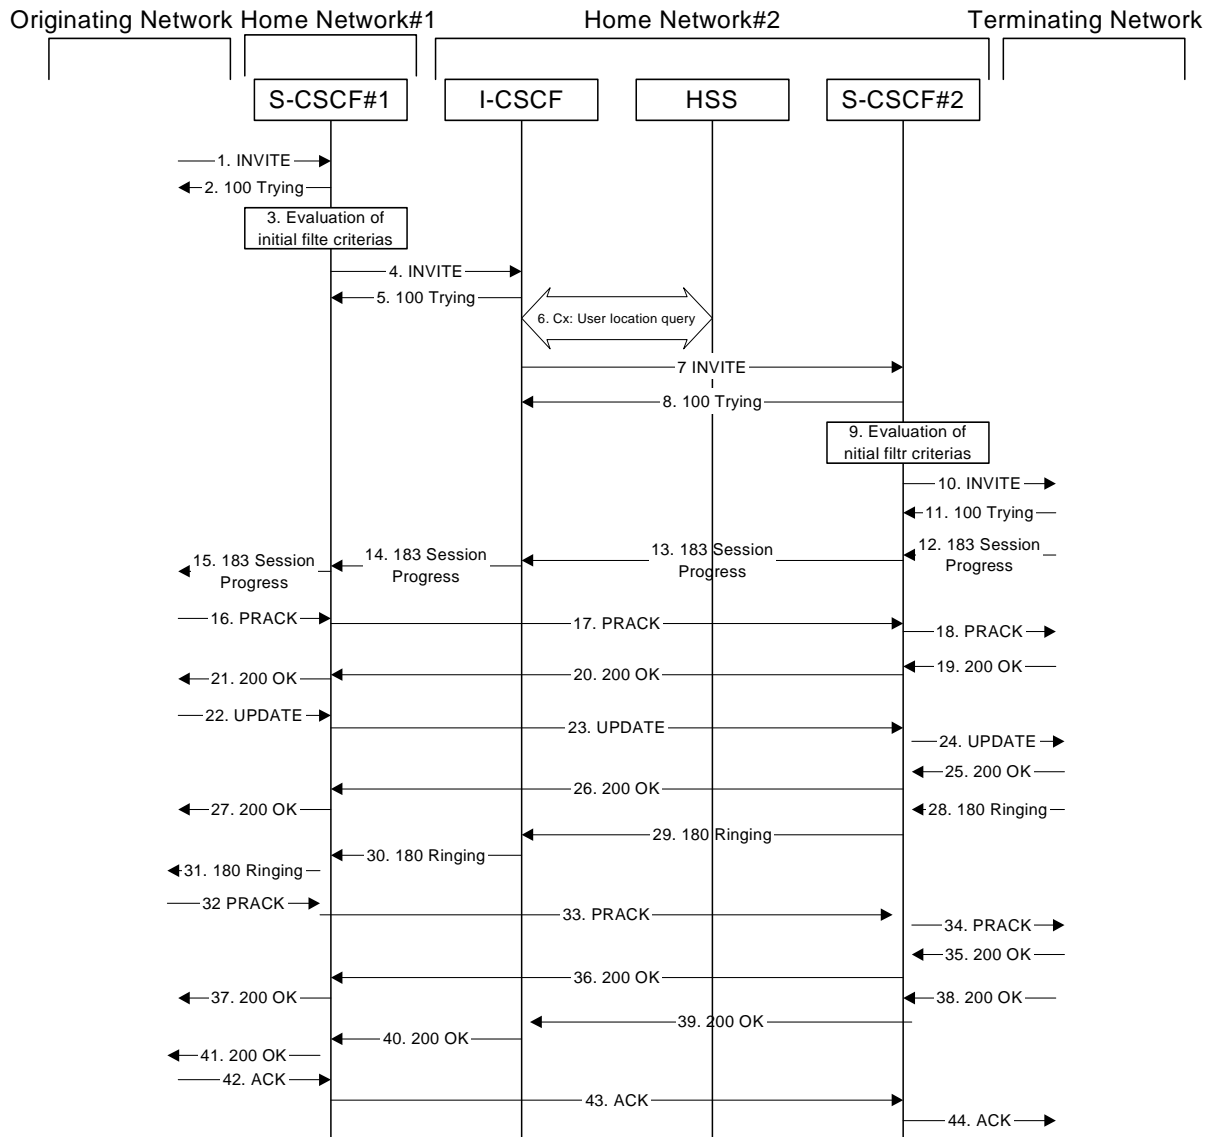 Originating Network Home Network#1 Home Network#2 Terminating Network
S-CSCF#1 I-CSCF HSS S-CSCF#2
1. INVITE
2. 100 Trying
3. Evaluation of
initial filte criterias
4. INVITE
5. 100 Trying
6. Cx: User location query
7 INVITE
8. 100 Trying
9. Evaluation of
nitial filtr criterias
10. INVITE
11. 100 Trying
12. 183 Session
Progress
13. 183 Session
Progress
14. 183 Session
Progress
15. 183 Session
Progress
16. PRACK
17. PRACK
18. PRACK
19. 200 OK
20. 200 OK
21. 200 OK
22. UPDATE
23. UPDATE
24. UPDATE
25. 200 OK
26. 200 OK
27. 200 OK
28. 180 Ringing
29. 180 Ringing
30. 180 Ringing
31. 180 Ringing
32 PRACK
33. PRACK
34. PRACK
35. 200 OK
36. 200 OK
37. 200 OK
38. 200 OK
39. 200 OK
40. 200 OK
41. 200 OK
42. ACK
43. ACK
44. ACK